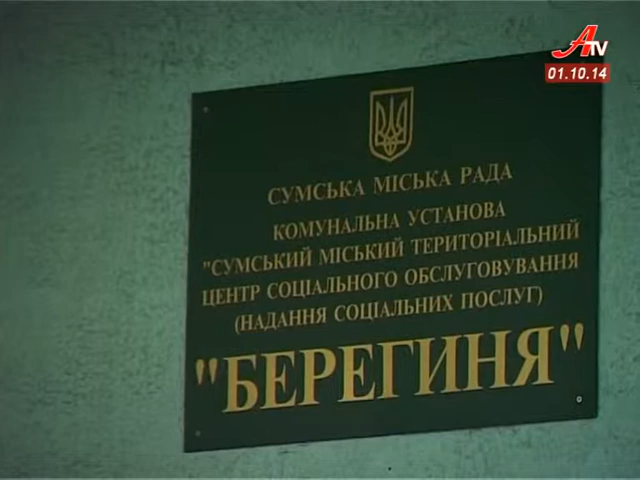 ATV
01.10.14
СУМСЬКА МІСЬКА РАДА
КОМУНАЛЬНА УСТАНОВА
"СУМСЬКИЙ МІСЬКИЙ ТЕРИТОРІАЛЬНИЙ
ЦЕНТР СОЦІАЛЬНОГО ОБСЛУГОВУВАННЯ
(НАДАННЯ СОЦІАЛЬНИХ ПОСЛУГ)
"БЕРЕГИНЯ"